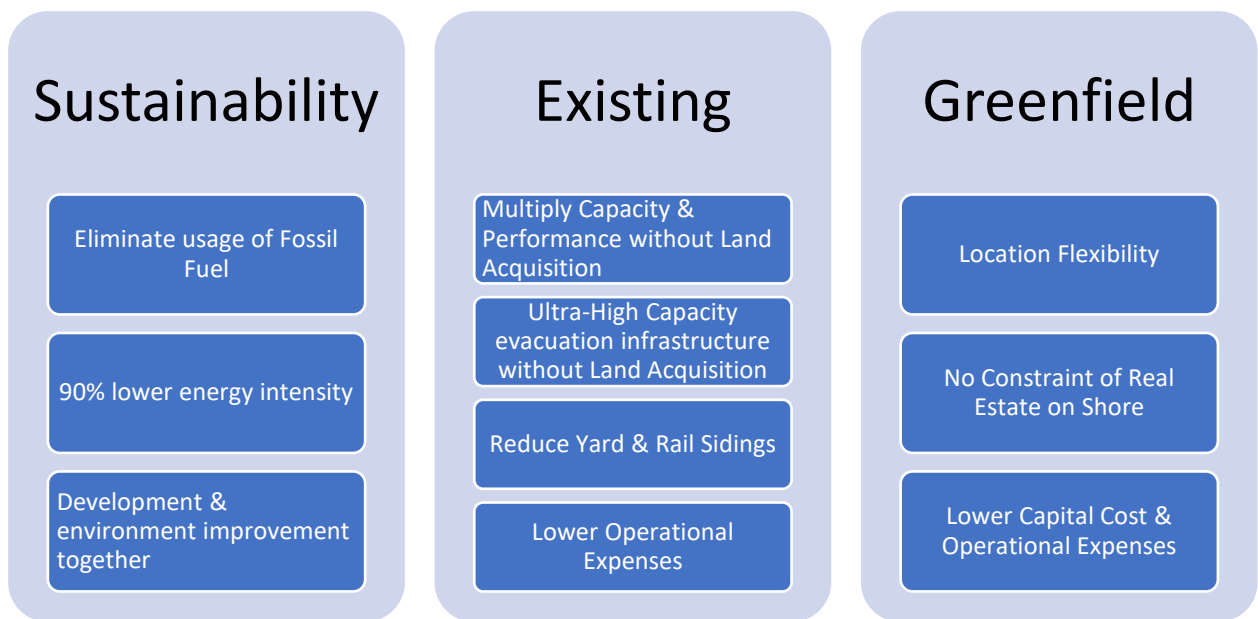 Sustainability
Eliminate usage of Fossil
Fuel
90% lower energy intensity
Development &
environment improvement
together
Existing
Multiply Capacity &
Performance without Land
Acquisition
Ultra-High Capacity
evacuation infrastructure
without Land Acquisition
Reduce Yard & Rail Sidings
Lower Operational
Expenses
Greenfield
Location Flexibility
No Constraint of Real
Estate on Shore
Lower Capital Cost &
Operational Expenses